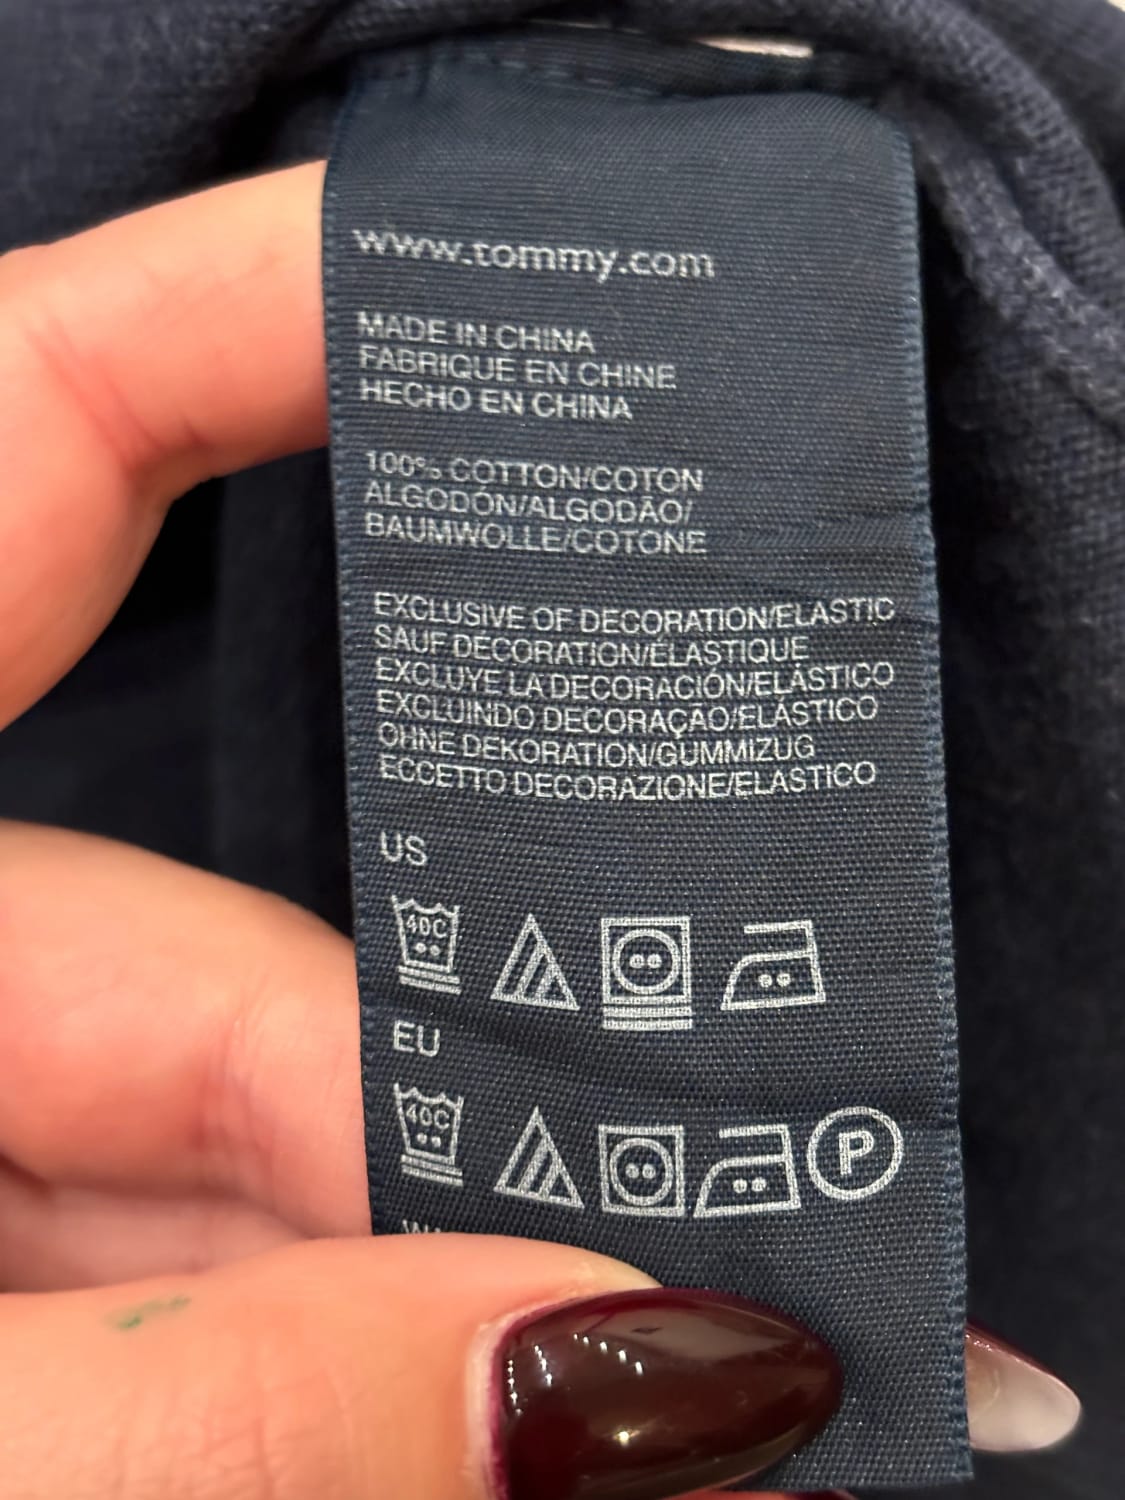 www.tommy.com
MADE IN CHINA
FABRIQUE EN CHINE
HECHO EN CHINA
100% COTTON/COTON
ALGODÓN/ALGODÃO/
BAUMWOLLE/COTONE
EXCLUSIVE OF DECORATION/ELASTIC
SAUF DECORATION/ÉLASTIQUE
EXCLUYE LA DECORACIÓN/ELÁSTICO
EXCLUINDO DECORAÇÃO/ELÁSTICO
OHNE DEKORATION/GUMMIZUG
ECCETTO DECORAZIONE/ELASTICO
US
40C
EU
40C
P